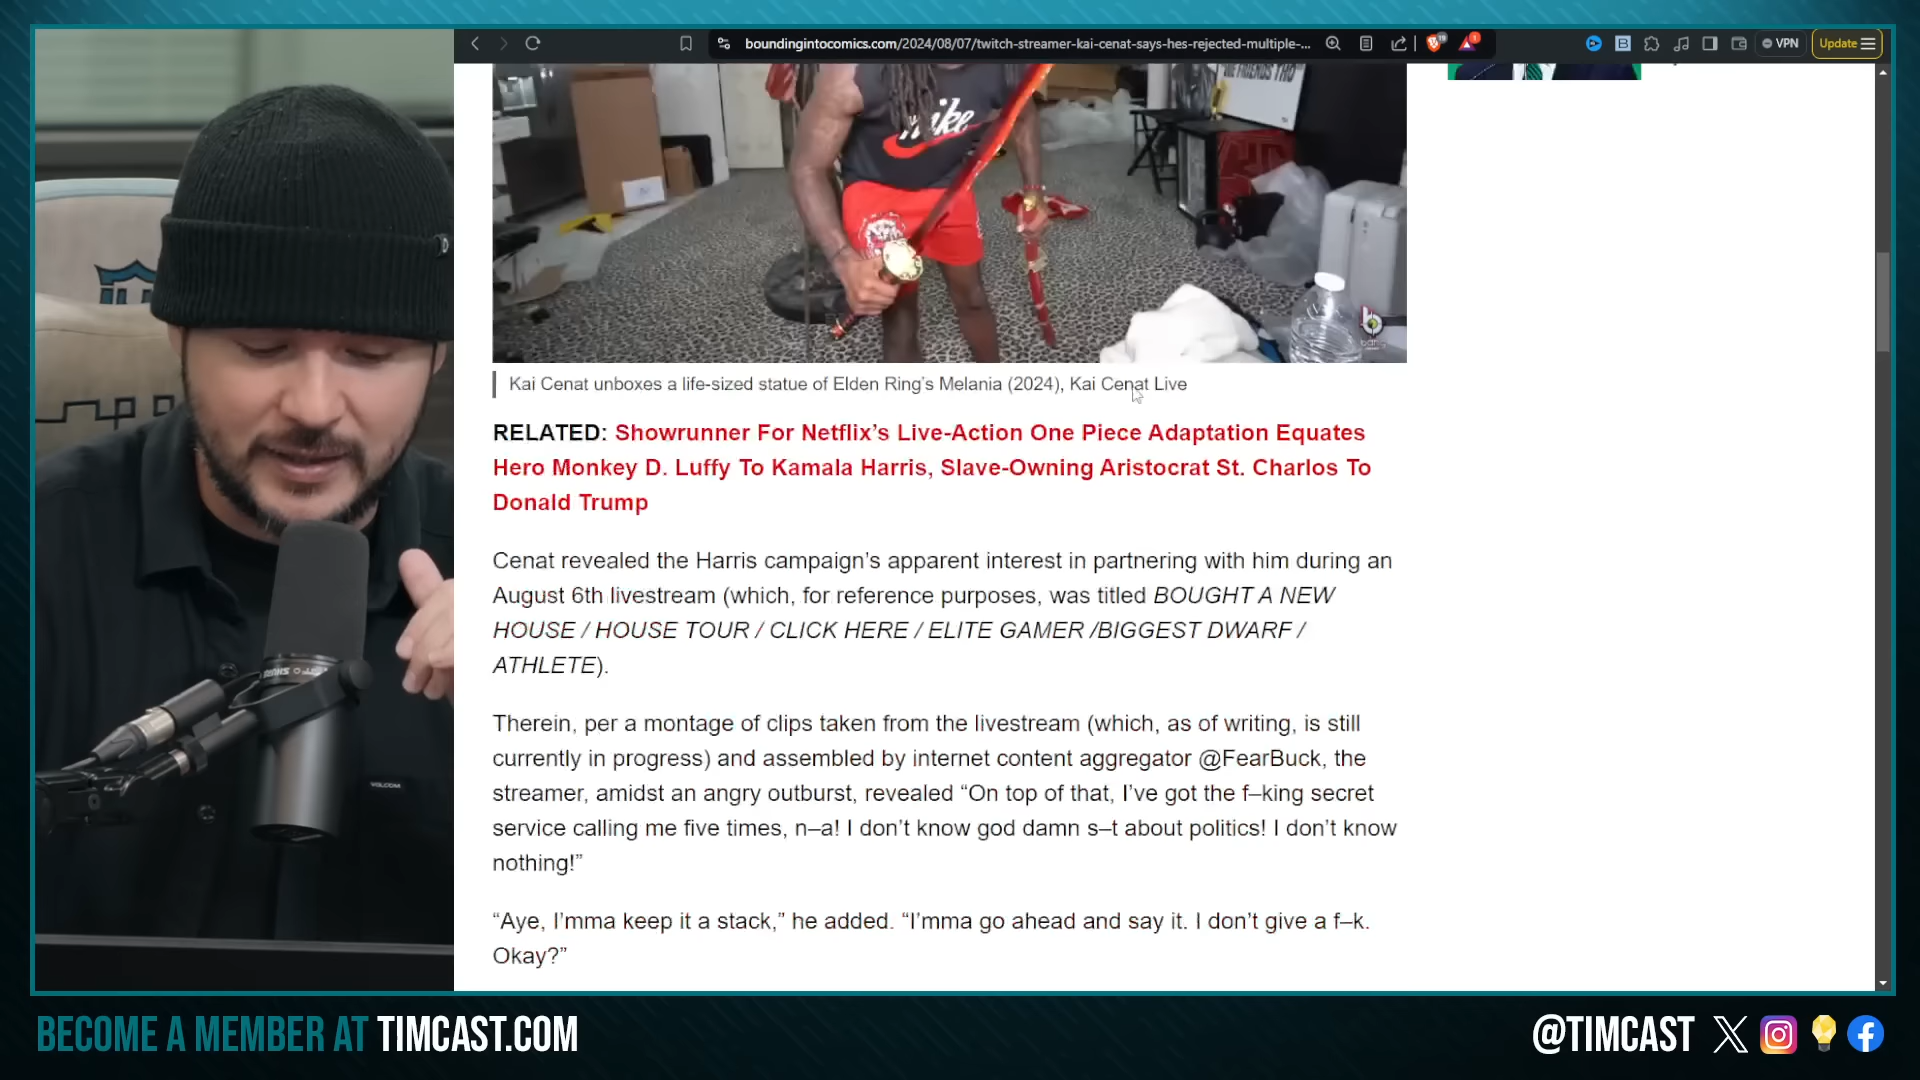 boundingintocomics.com/2024/08/07/twitch-streamer-kai-cenat-says-hes-rejected-multiple-...
VPN
Update
Kai Cenat unboxes a life-sized statue of Elden Ring's Melania (2024), Kai Cenat Live
RELATED: Showrunner For Netflix's Live-Action One Piece Adaptation Equates
Hero Monkey D. Luffy To Kamala Harris, Slave-Owning Aristocrat St. Charlos To
Donald Trump
Cenat revealed the Harris campaign's apparent interest in partnering with him during an
August 6th livestream (which, for reference purposes, was titled BOUGHT A NEW
HOUSE / HOUSE TOUR / CLICK HERE / ELITE GAMER /BIGGEST DWARF /
ATHLETE).
Therein, per a montage of clips taken from the livestream (which, as of writing, is still
currently in progress) and assembled by internet content aggregator @FearBuck, the
streamer, amidst an angry outburst, revealed “On top of that, I've got the f–king secret
service calling me five times, n–a! I don't know god damn s–t about politics! I don't know
nothing!”
“Aye, I'mma keep it a stack,” he added. “I'mma go ahead and say it. I don't give a f–k.
Okay?”
VOLCOM
BECOME A MEMBER AT TIMCAST.COM
@TIMCAST